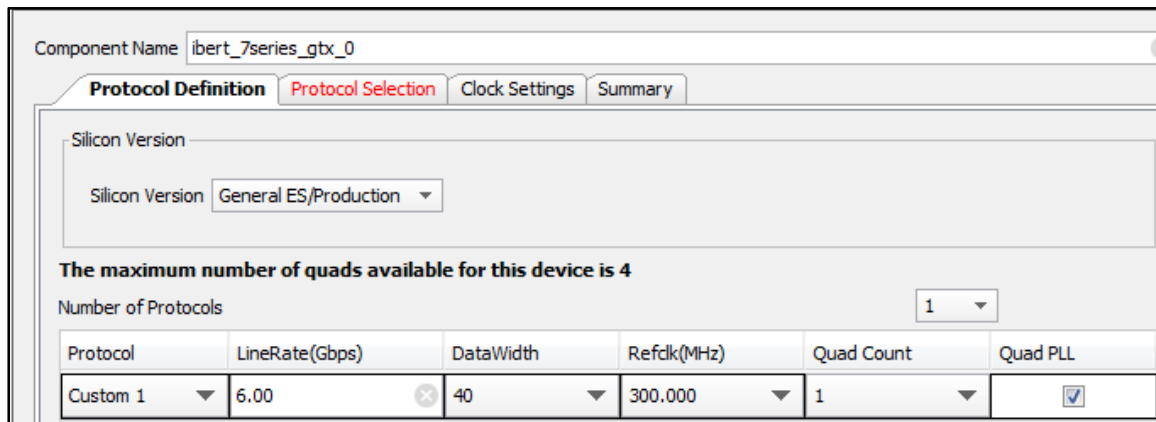 Component Name ibert_7series_gtx_0
Protocol Definition Protocol Selection Clock Settings Summary
Silicon Version
Silicon Version General ES/Production
The maximum number of quads available for this device is 4
Number of Protocols 1
Protocol LineRate(Gbps) DataWidth Refclk(MHz) Quad Count Quad PLL
Custom 1 6.00 40 300.000 1